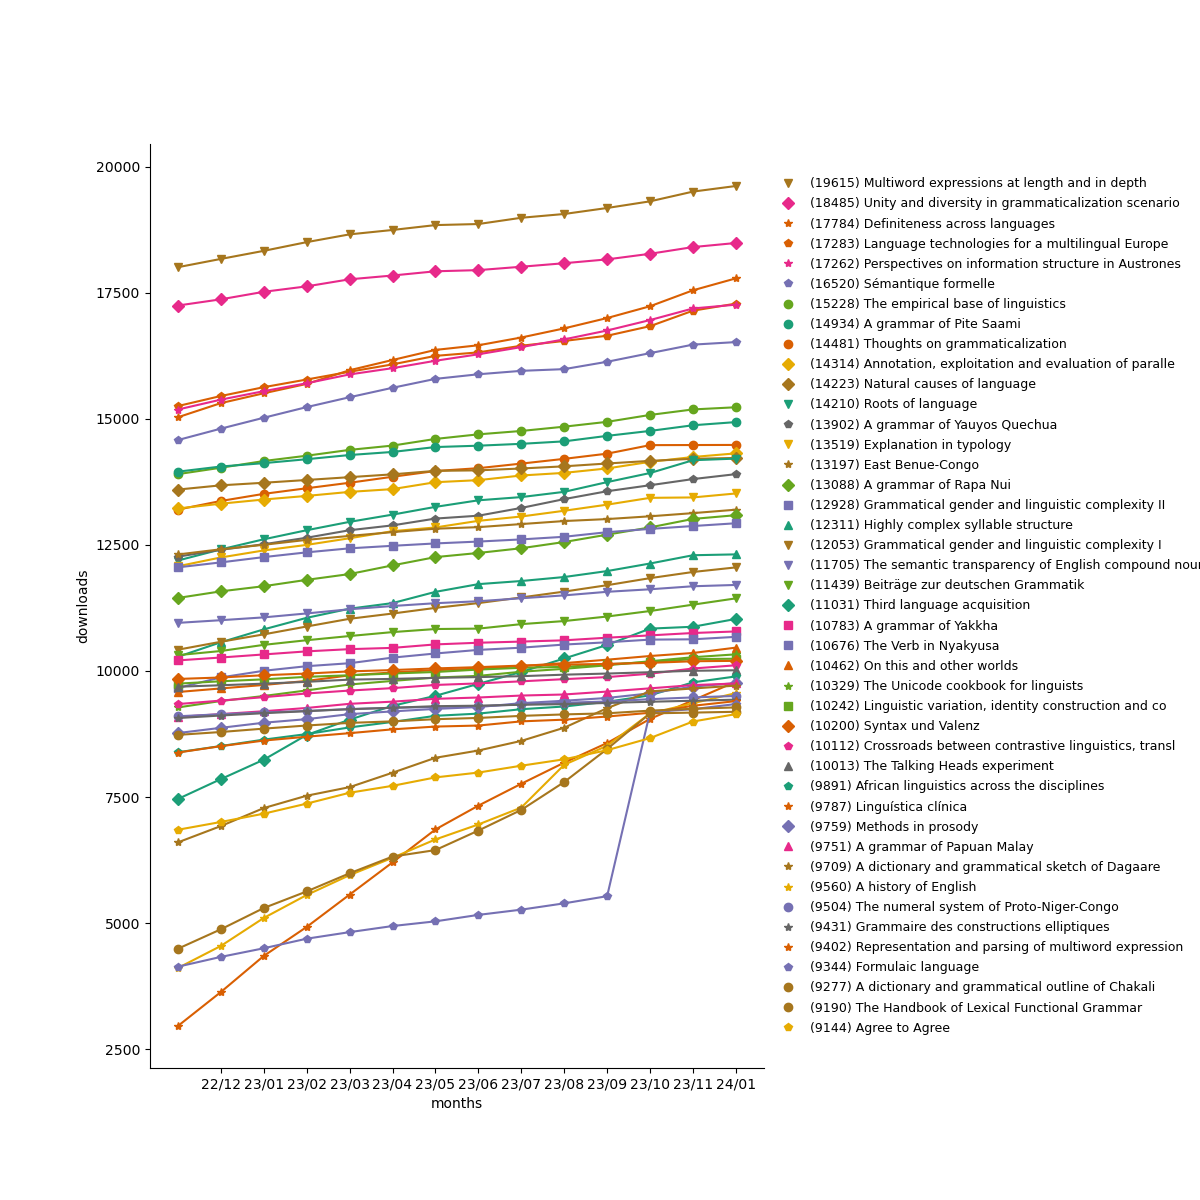 20000
17500
15000
12500
10000
7500
5000
2500
downloads
22/12 23/01 23/02 23/03 23/04 23/05 23/06 23/07 23/08 23/09 23/10 23/11 24/01
months
(19615) Multiword expressions at length and in depth
(18485) Unity and diversity in grammaticalization scenario
(17784) Definiteness across languages
(17283) Language technologies for a multilingual Europe
(17262) Perspectives on information structure in Austrones
(16520) Sémantique formelle
(15228) The empirical base of linguistics
(14934) A grammar of Pite Saami
(14481) Thoughts on grammaticalization
(14314) Annotation, exploitation and evaluation of paralle
(14223) Natural causes of language
(14210) Roots of language
(13902) A grammar of Yauyos Quechua
(13519) Explanation in typology
(13197) East Benue-Congo
(13088) A grammar of Rapa Nui
(12928) Grammatical gender and linguistic complexity II
(12311) Highly complex syllable structure
(12053) Grammatical gender and linguistic complexity I
(11705) The semantic transparency of English compound nour
(11439) Beiträge zur deutschen Grammatik
(11031) Third language acquisition
(10783) A grammar of Yakkha
(10676) The Verb in Nyakyusa
(10462) On this and other worlds
(10329) The Unicode cookbook for linguists
(10242) Linguistic variation, identity construction and co
(10200) Syntax und Valenz
(10112) Crossroads between contrastive linguistics, transl
(10013) The Talking Heads experiment
(9891) African linguistics across the disciplines
(9787) Linguística clínica
(9759) Methods in prosody
(9751) A grammar of Papuan Malay
(9709) A dictionary and grammatical sketch of Dagaare
(9560) A history of English
(9504) The numeral system of Proto-Niger-Congo
(9431) Grammaire des constructions elliptiques
(9402) Representation and parsing of multiword expression
(9344) Formulaic language
(9277) A dictionary and grammatical outline of Chakali
(9190) The Handbook of Lexical Functional Grammar
(9144) Agree to Agree